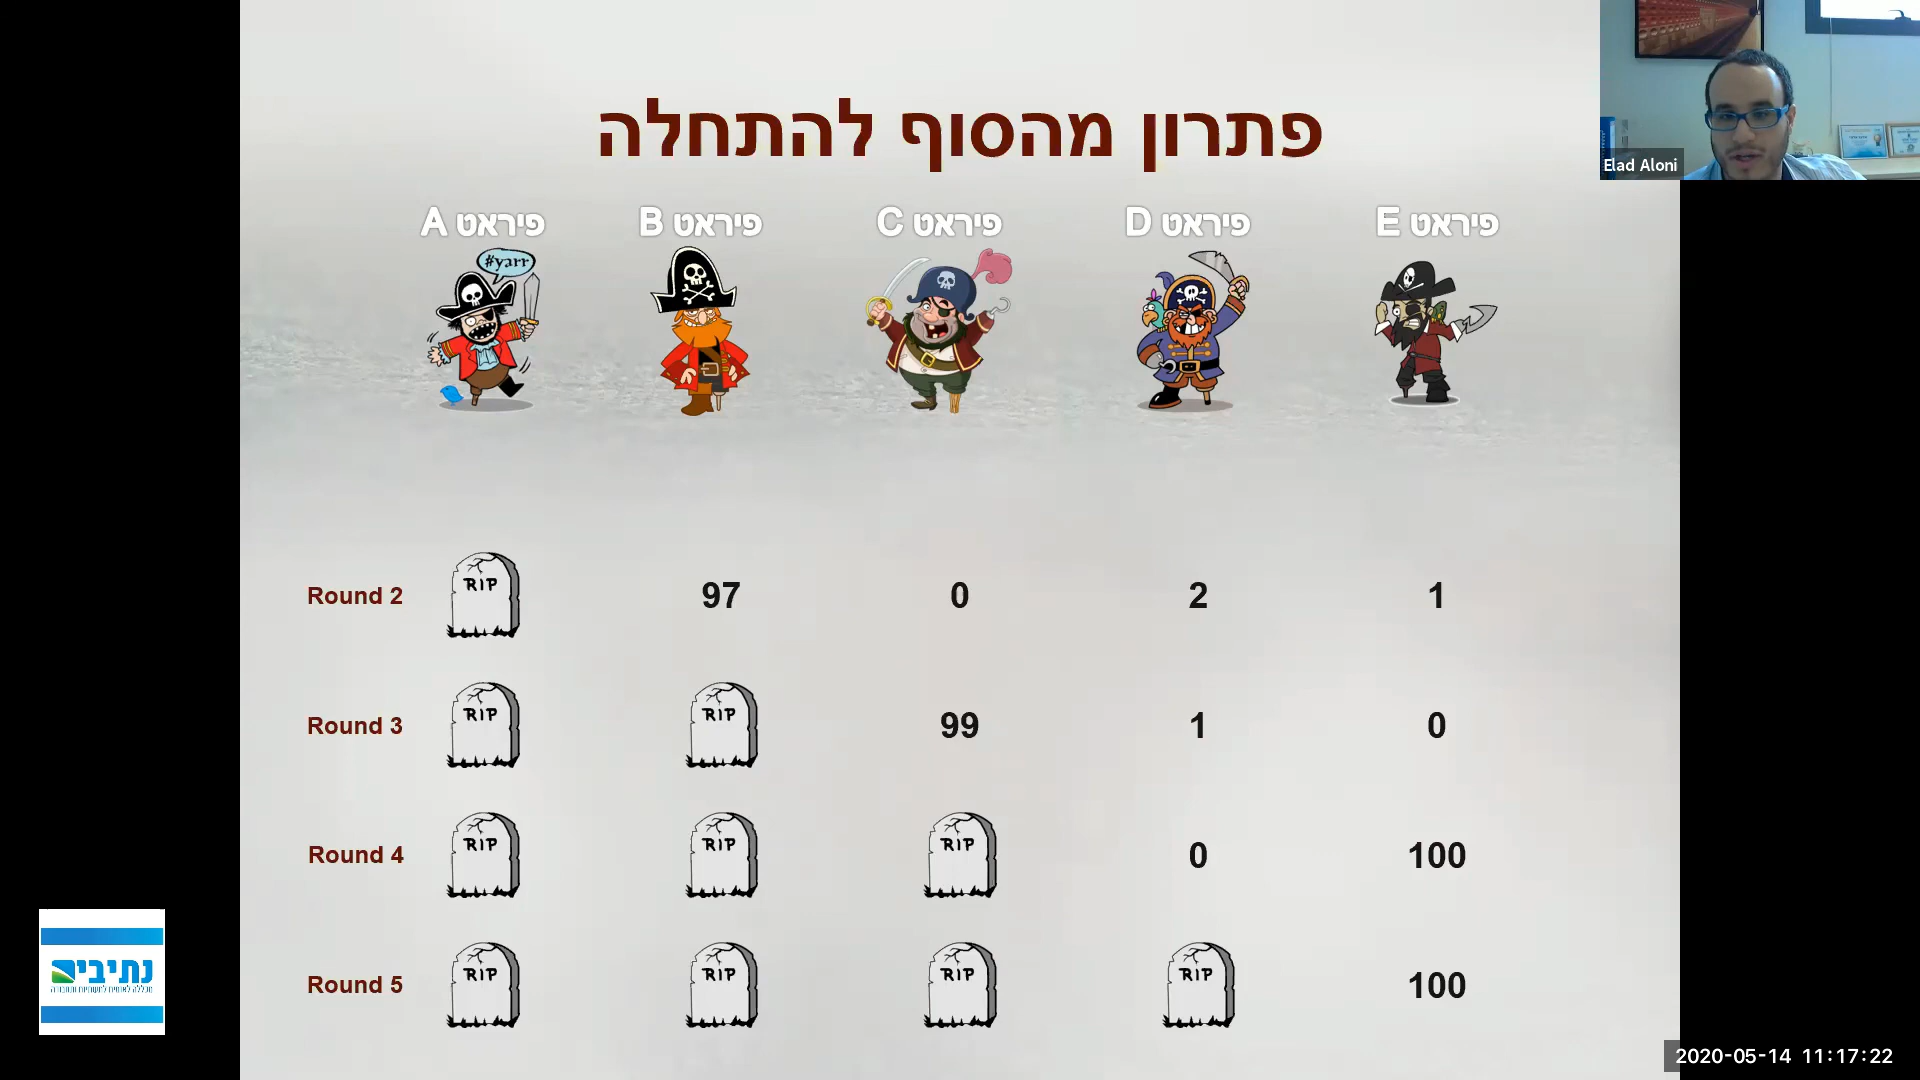 Elad Aloni
פתרון מהסוף להתחלה
פיראט A
פיראט B
פיראט C
פיראט D
פיראט E
#yarr
Round 2 RIP 97 0 2 1
Round 3 RIP RIP 99 1 0
Round 4 RIP RIP RIP 0 100
Round 5 RIP RIP RIP RIP 100
נתיבי
2020-05-14 11:17:22